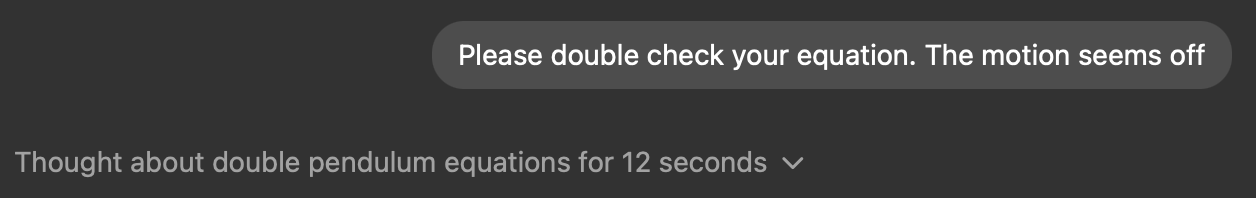 Please double check your equation. The motion seems off
Thought about double pendulum equations for 12 seconds